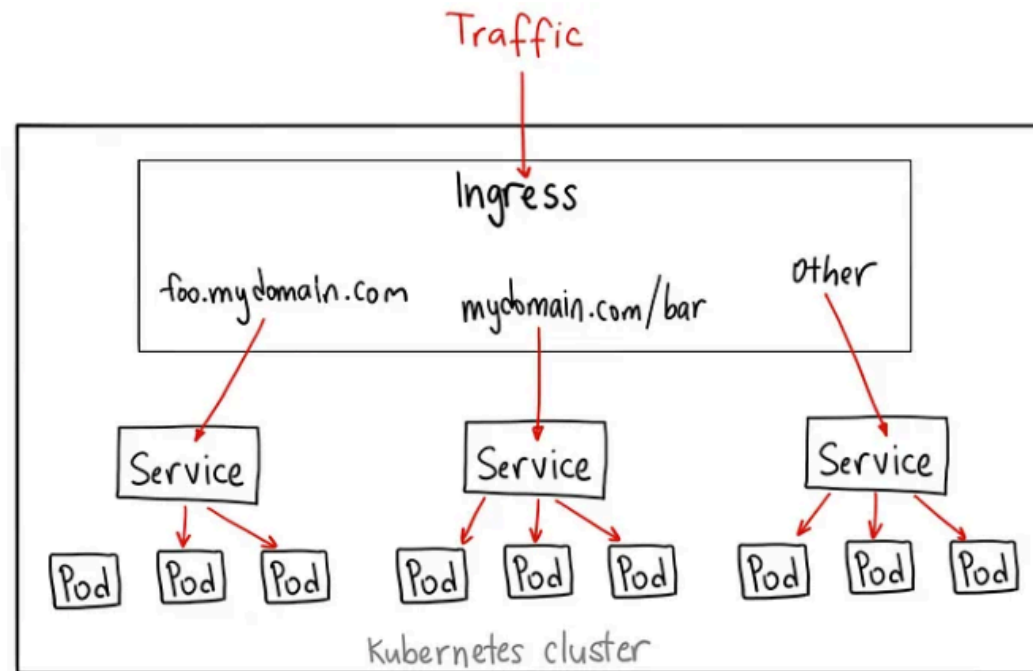 Traffic
Ingress
foo.mydomain.com
mydomain.com/bar
Other
Service
Service
Service
Pod
Pod
Pod
Pod
Pod
Pod
Pod
Pod
Pod
Kubernetes cluster